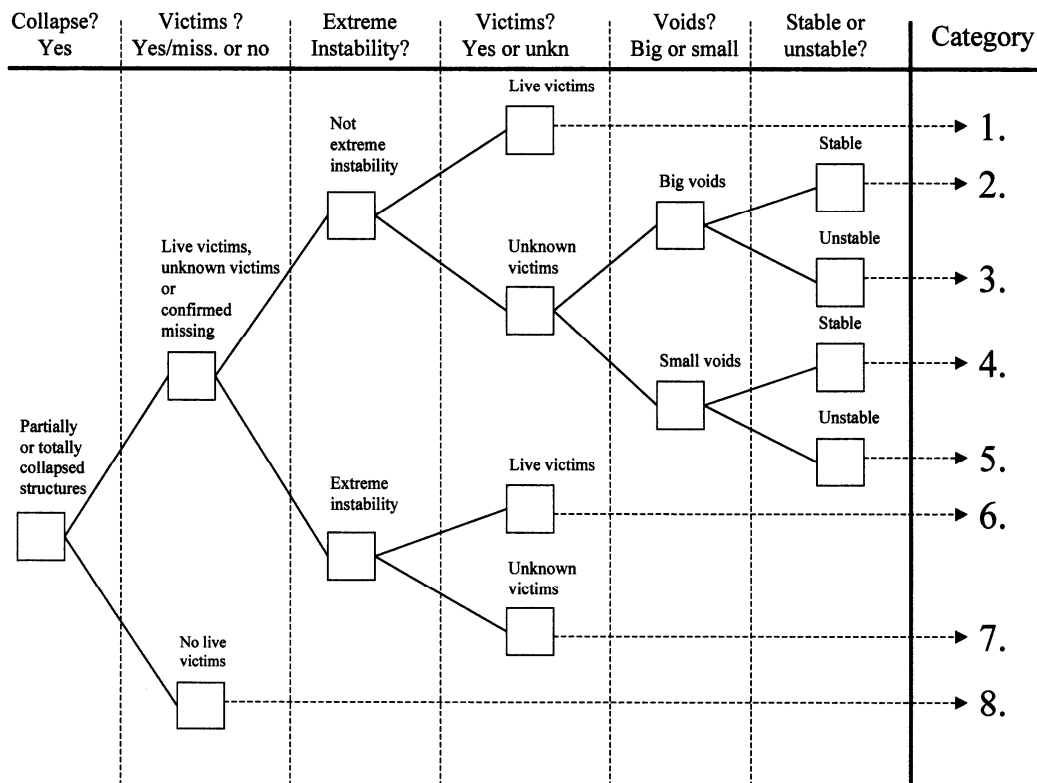 Collapse?
Yes
Victims ?
Yes/miss. or no
Extreme
Instability?
Victims?
Yes or unkn
Voids?
Big or small
Stable or
unstable?
Category
Live victims
1.
Not
extreme
instability
Stable
2.
Big voids
Live victims,
unknown victims
or
confirmed
missing
Unknown
victims
Unstable
3.
Stable
4.
Small voids
Unstable
5.
Partially
or totally
collapsed
structures
Live victims
Extreme
instability
6.
Unknown
victims
7.
No live
victims
8.